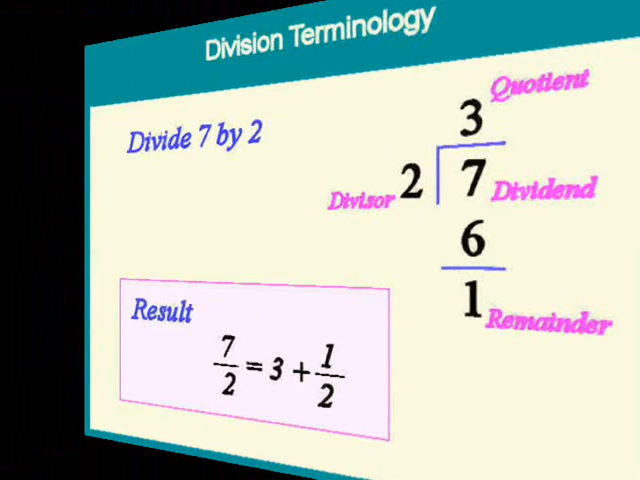 Division Terminology
Divide 7 by 2
Quotient
3
Divisor 2 7 Dividend
6
1 Remainder
Result
7/2 = 3 + 1/2